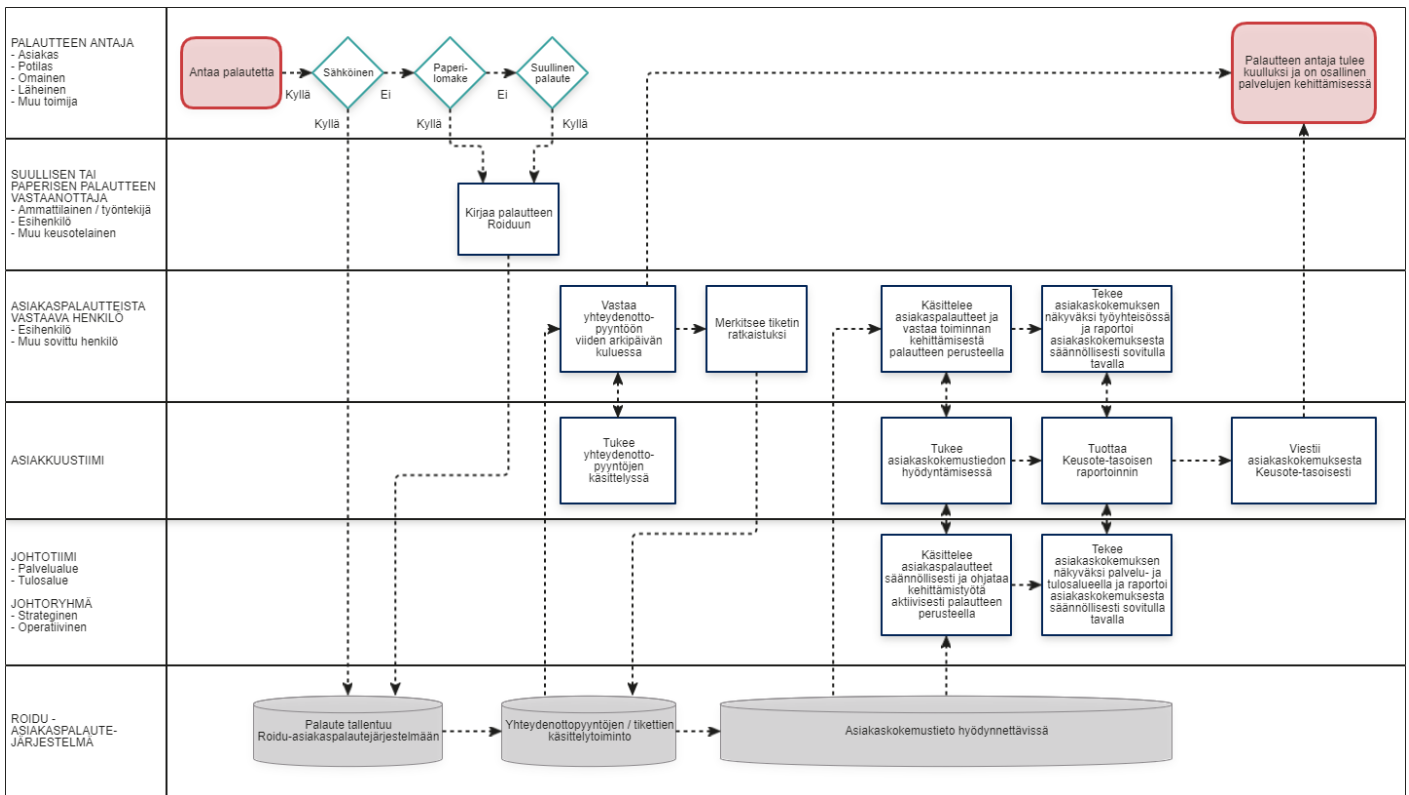 PALAUTTEEN ANTAJA
- Asiakas
- Potilas
- Omainen
- Läheinen
- Muu toimija
Antaa palautetta
Kyllä
Sähköinen
Kyllä
Ei
Paperi-
lomake
Kyllä
Ei
Suullinen
palaute
Kyllä
Palautteen antaja tulee
kuulluksi ja on osallinen
palvelujen kehittämisessä
SUULLISEN TAI
PAPERISEN PALAUTTEEN
VASTAANOTTAJA
- Ammattilainen / työntekijä
- Esihenkilö
- Muu keusotelainen
Kirjaa palautteen
Roiduun
ASIAKASPALAUTTEISTA
VASTAAVA HENKILÖ
- Esihenkilö
- Muu sovittu henkilö
Vastaa
yhteydenotto-
pyyntöön
viiden arkipäivän
kuluessa
Merkitsee tiketin
ratkaistuksi
Käsittelee
asiakaspalautteet ja
vastaa toiminnan
kehittämisestä
palautteen perusteella
Tekee
asiakaskokemuksen
näkyväksi työyhteisössä
ja raportoi
asiakaskokemuksesta
säännöllisesti sovitulla
tavalla
ASIAKKUUSTIIMI
Tukee
yhteydenotto-
pyyntöjen
käsittelyssä
Tukee
asiakaskokemustiedon
hyödyntämisessä
Tuottaa
Keusote-tasoisen
raportoinnin
Viestii
asiakaskokemuksesta
Keusote-tasoisesti
JOHTOTIIMI
- Palvelualue
- Tulosalue
JOHTORYHMÄ
- Strateginen
- Operatiivinen
Käsittelee
asiakaspalautteet
säännöllisesti ja ohjataa
kehittämistyötä
aktiivisesti palautteen
perusteella
Tekee
asiakaskokemuksen
näkyväksi palvelu- ja
tulosalueella ja raportoi
asiakaskokemuksesta
säännöllisesti sovitulla
tavalla
ROIDU -
ASIAKASPALAUTE-
JÄRJESTELMÄ
Palaute tallentuu
Roidu-asiakaspalautejärjestelmään
Yhteydenottopyyntöjen / tikettien
käsittelytoiminto
Asiakaskokemustieto hyödynnettävissä